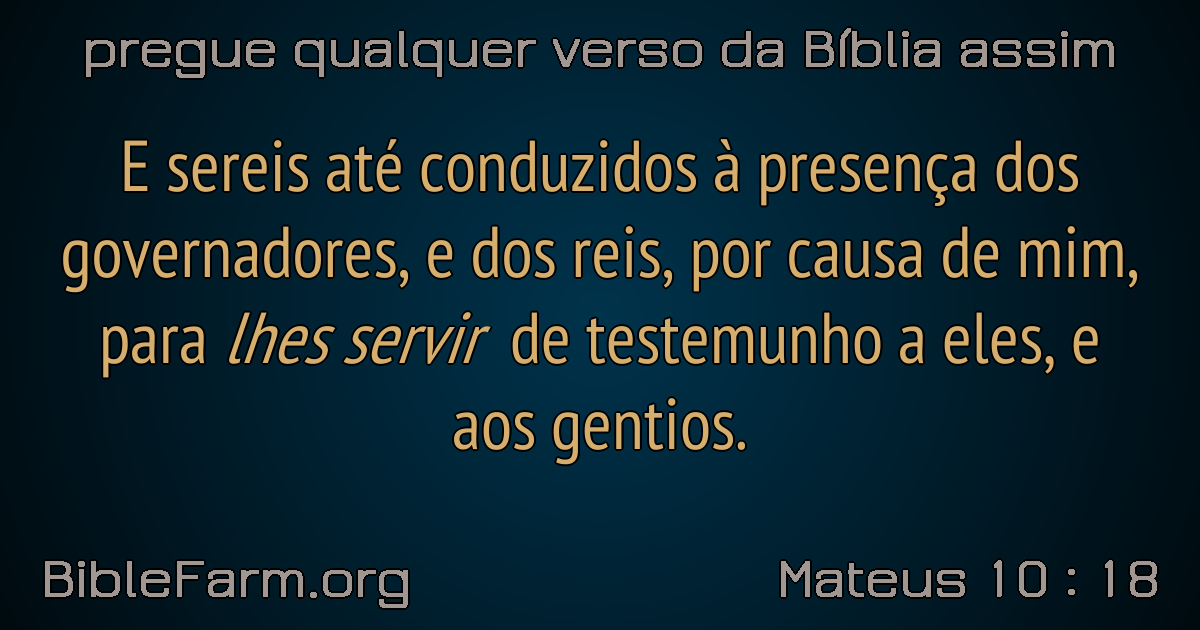 pregue qualquer verso da Bíblia assim
E sereis até conduzidos à presença dos
governadores, e dos reis, por causa de mim,
para lhes servir de testemunho a eles, e
aos gentios.
BibleFarm.org
Mateus 10 : 18